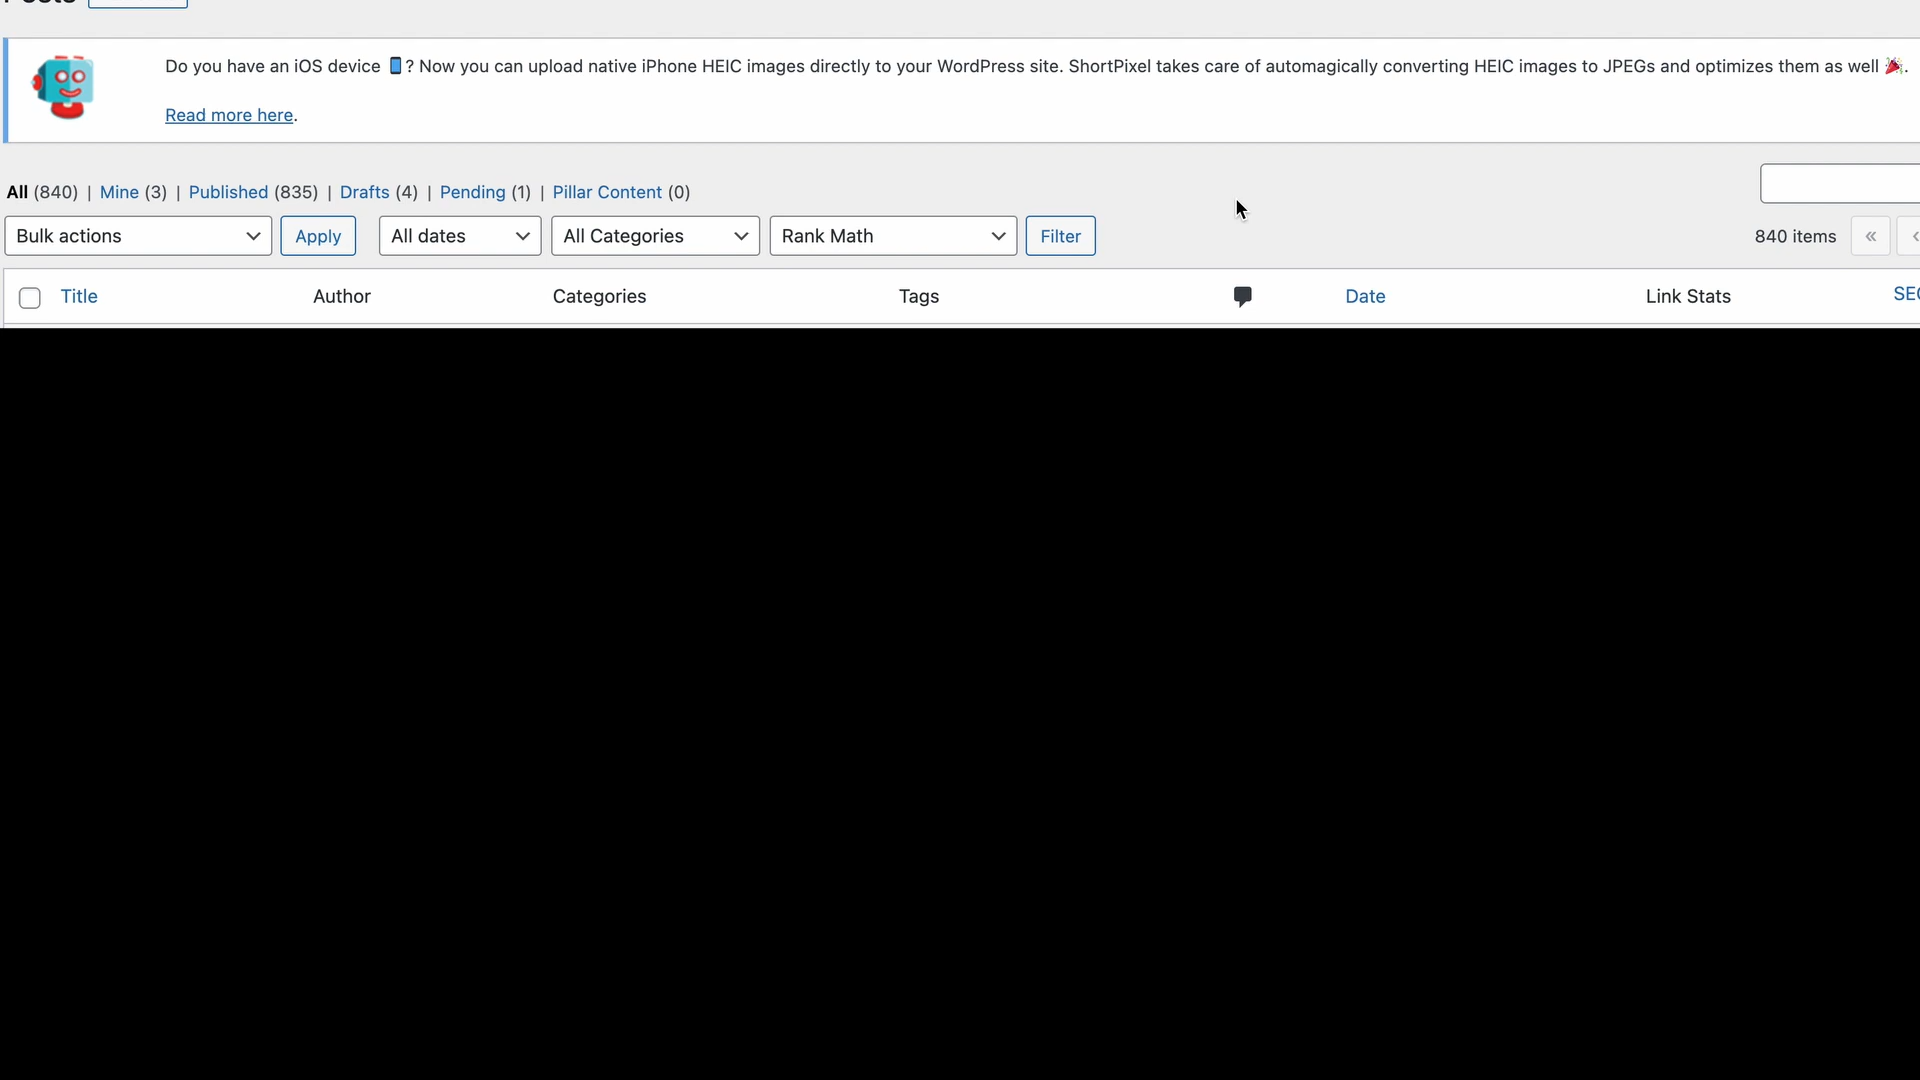 Do you have an iOS device 📱? Now you can upload native iPhone HEIC images directly to your WordPress site. ShortPixel takes care of automagically converting HEIC images to JPEGs and optimizes them as well 🎉.
Read more here.
All (840) | Mine (3) | Published (835) | Drafts (4) | Pending (1) | Pillar Content (0)
Bulk actions Apply All dates All Categories Rank Math Filter 840 items « ‹
Title Author Categories Tags Date Link Stats